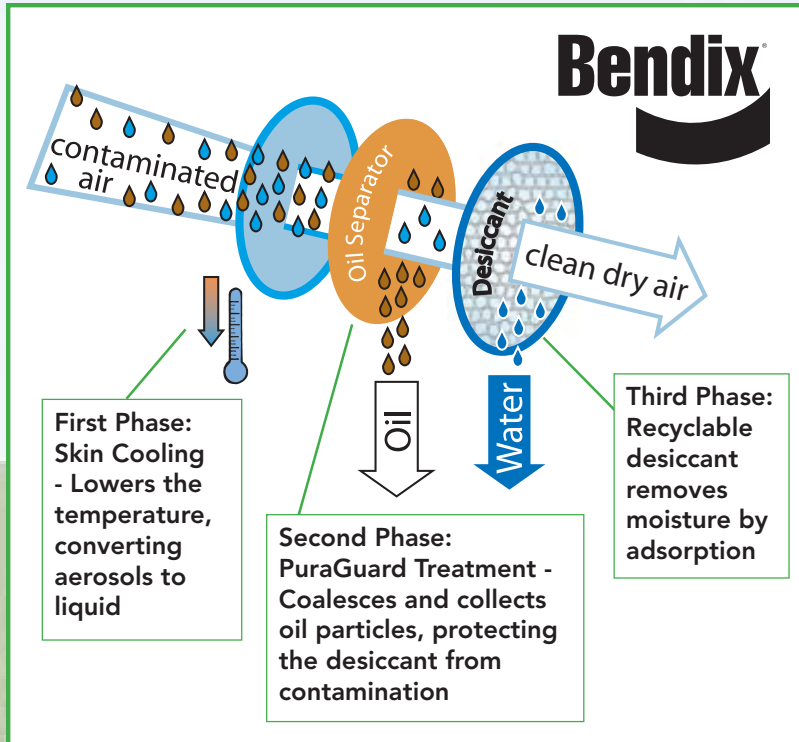 Bendix
contaminated
air
Oil Separator
Desiccant
clean dry air
Oil
Water
First Phase:
Skin Cooling
- Lowers the
temperature,
converting
aerosols to
liquid
Second Phase:
PuraGuard Treatment -
Coalesces and collects
oil particles, protecting
the desiccant from
contamination
Third Phase:
Recyclable
desiccant
removes
moisture by
adsorption